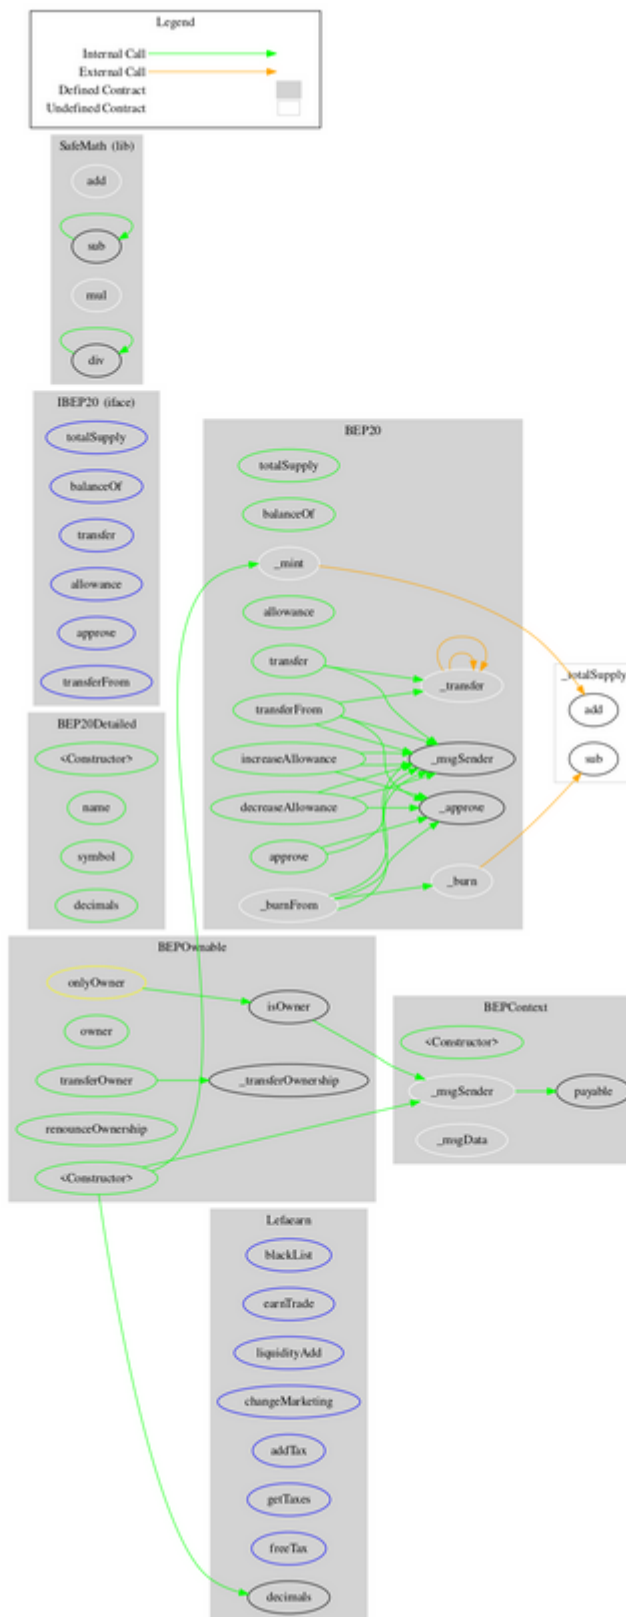 Legend
Internal Call
External Call
Defined Contract
Undefined Contract
SafeMath (lib)
add
sub
mul
div
IBEP20 (iface)
totalSupply
balanceOf
transfer
allowance
approve
transferFrom
BEP20Detailed
<Constructor>
name
symbol
decimals
BEP20
totalSupply
balanceOf
_mint
allowance
transfer
_transfer
transferFrom
increaseAllowance
_msgSender
decreaseAllowance
_approve
approve
_burn
_burnFrom
_totalSupply
add
sub
BEPOwnable
onlyOwner
isOwner
owner
transferOwner
_transferOwnership
renounceOwnership
<Constructor>
BEPContext
<Constructor>
_msgSender
payable
_msgData
Lefaearn
blackList
earnTrade
liquidityAdd
changeMarketing
addTax
getTaxes
freeTax
decimals